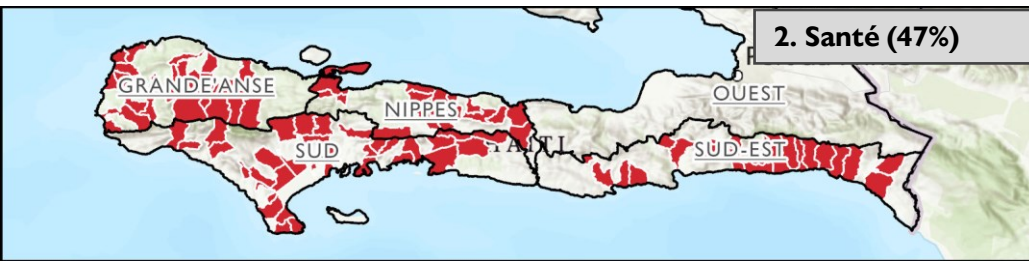 2. Santé (47%)
GRANDE'ANSE
OUEST
NIPPES
SUD
SUD-EST